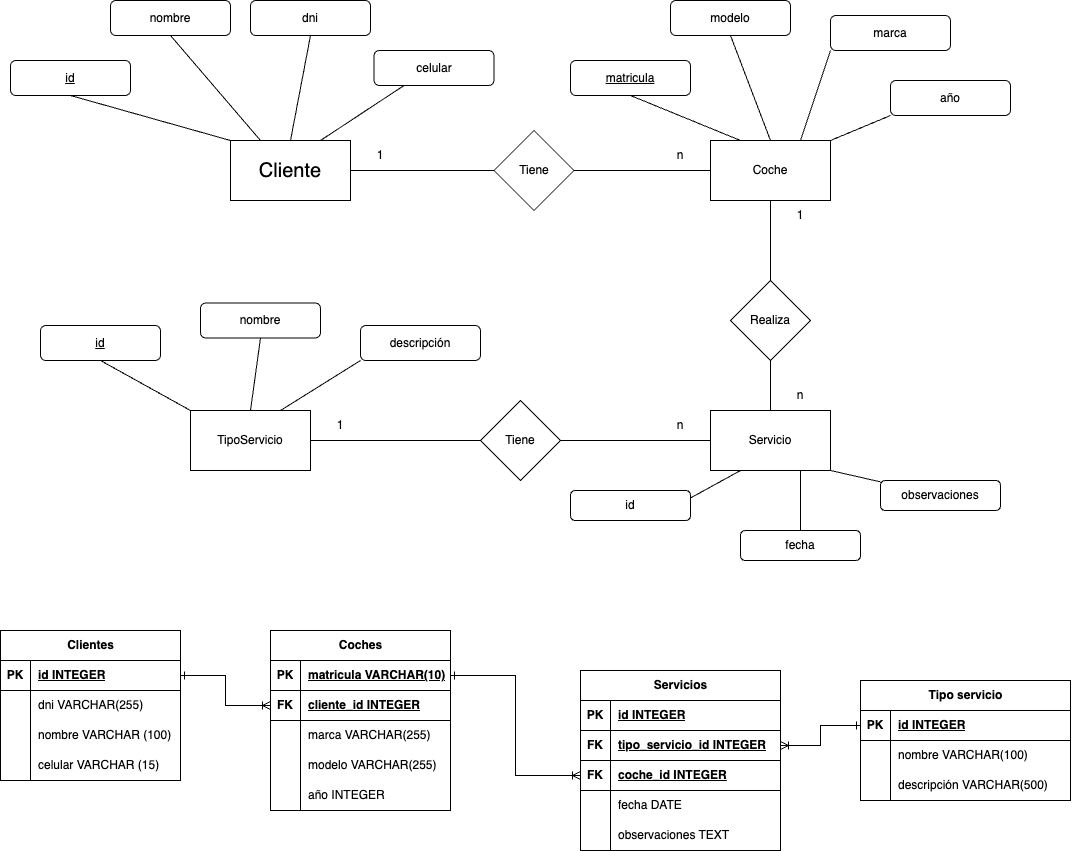 nombre
dni
modelo
marca
id
celular
matricula
año
Cliente
1
Tiene
n
Coche
1
nombre
Realiza
id
descripción
n
TipoServicio
1
Tiene
n
Servicio
id
observaciones
fecha
Clientes
PK id INTEGER
dni VARCHAR(255)
nombre VARCHAR (100)
celular VARCHAR (15)
Coches
PK matricula VARCHAR(10)
FK cliente_id INTEGER
marca VARCHAR(255)
modelo VARCHAR(255)
año INTEGER
Servicios
PK id INTEGER
FK tipo_servicio_id INTEGER
FK coche_id INTEGER
fecha DATE
observaciones TEXT
Tipo servicio
PK id INTEGER
nombre VARCHAR(100)
descripción VARCHAR(500)